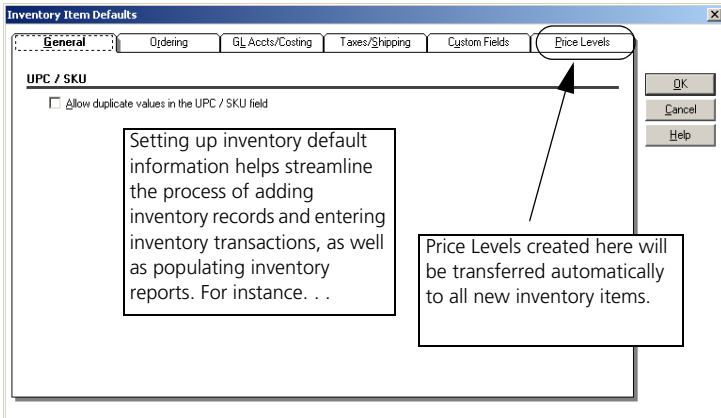 Inventory Item Defaults
General
Ordering
GL Accts/Costing
Taxes/Shipping
Custom Fields
Price Levels
UPC / SKU
Allow duplicate values in the UPC / SKU field
OK
Cancel
Help
Setting up inventory default
information helps streamline
the process of adding
inventory records and entering
inventory transactions, as well
as populating inventory
reports. For instance. . .
Price Levels created here will
be transferred automatically
to all new inventory items.